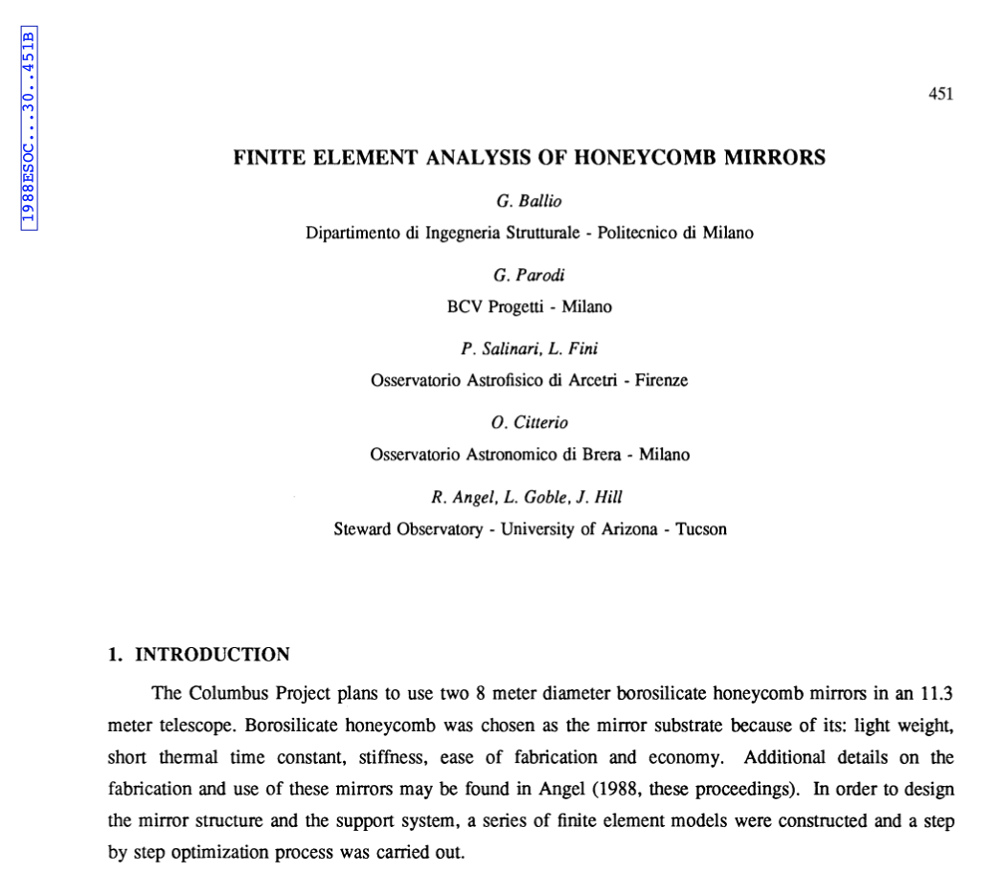 1988ESOC...30..451B
451
FINITE ELEMENT ANALYSIS OF HONEYCOMB MIRRORS
G. Ballio
Dipartimento di Ingegneria Strutturale - Politecnico di Milano
G. Parodi
BCV Progetti - Milano
P. Salinari, L. Fini
Osservatorio Astrofisico di Arcetri - Firenze
O. Citterio
Osservatorio Astronomico di Brera - Milano
R. Angel, L. Goble, J. Hill
Steward Observatory - University of Arizona - Tucson
1. INTRODUCTION
The Columbus Project plans to use two 8 meter diameter borosilicate honeycomb mirrors in an 11.3
meter telescope. Borosilicate honeycomb was chosen as the mirror substrate because of its: light weight,
short thermal time constant, stiffness, ease of fabrication and economy. Additional details on the
fabrication and use of these mirrors may be found in Angel (1988, these proceedings). In order to design
the mirror structure and the support system, a series of finite element models were constructed and a step
by step optimization process was carried out.